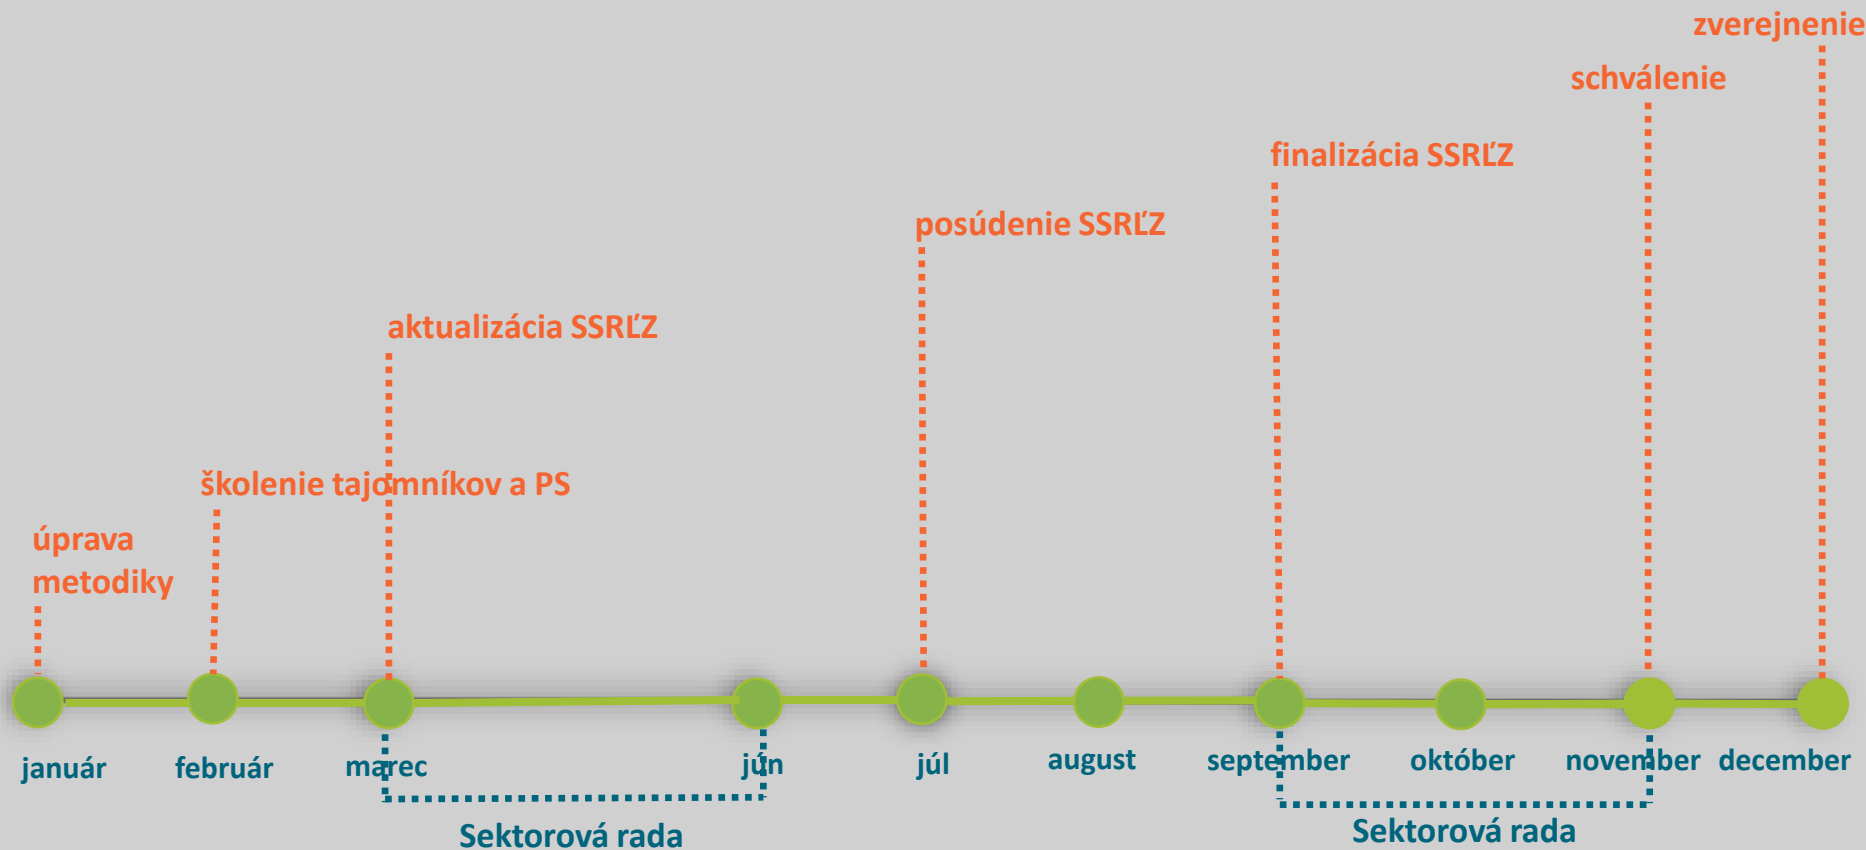 zverejnenie
schválenie
finalizácia SSRĽZ
posúdenie SSRĽZ
aktualizácia SSRĽZ
školenie tajomníkov a PS
úprava
metodiky
január
február
marec
jún
júl
august
september
október
november
december
Sektorová rada
Sektorová rada